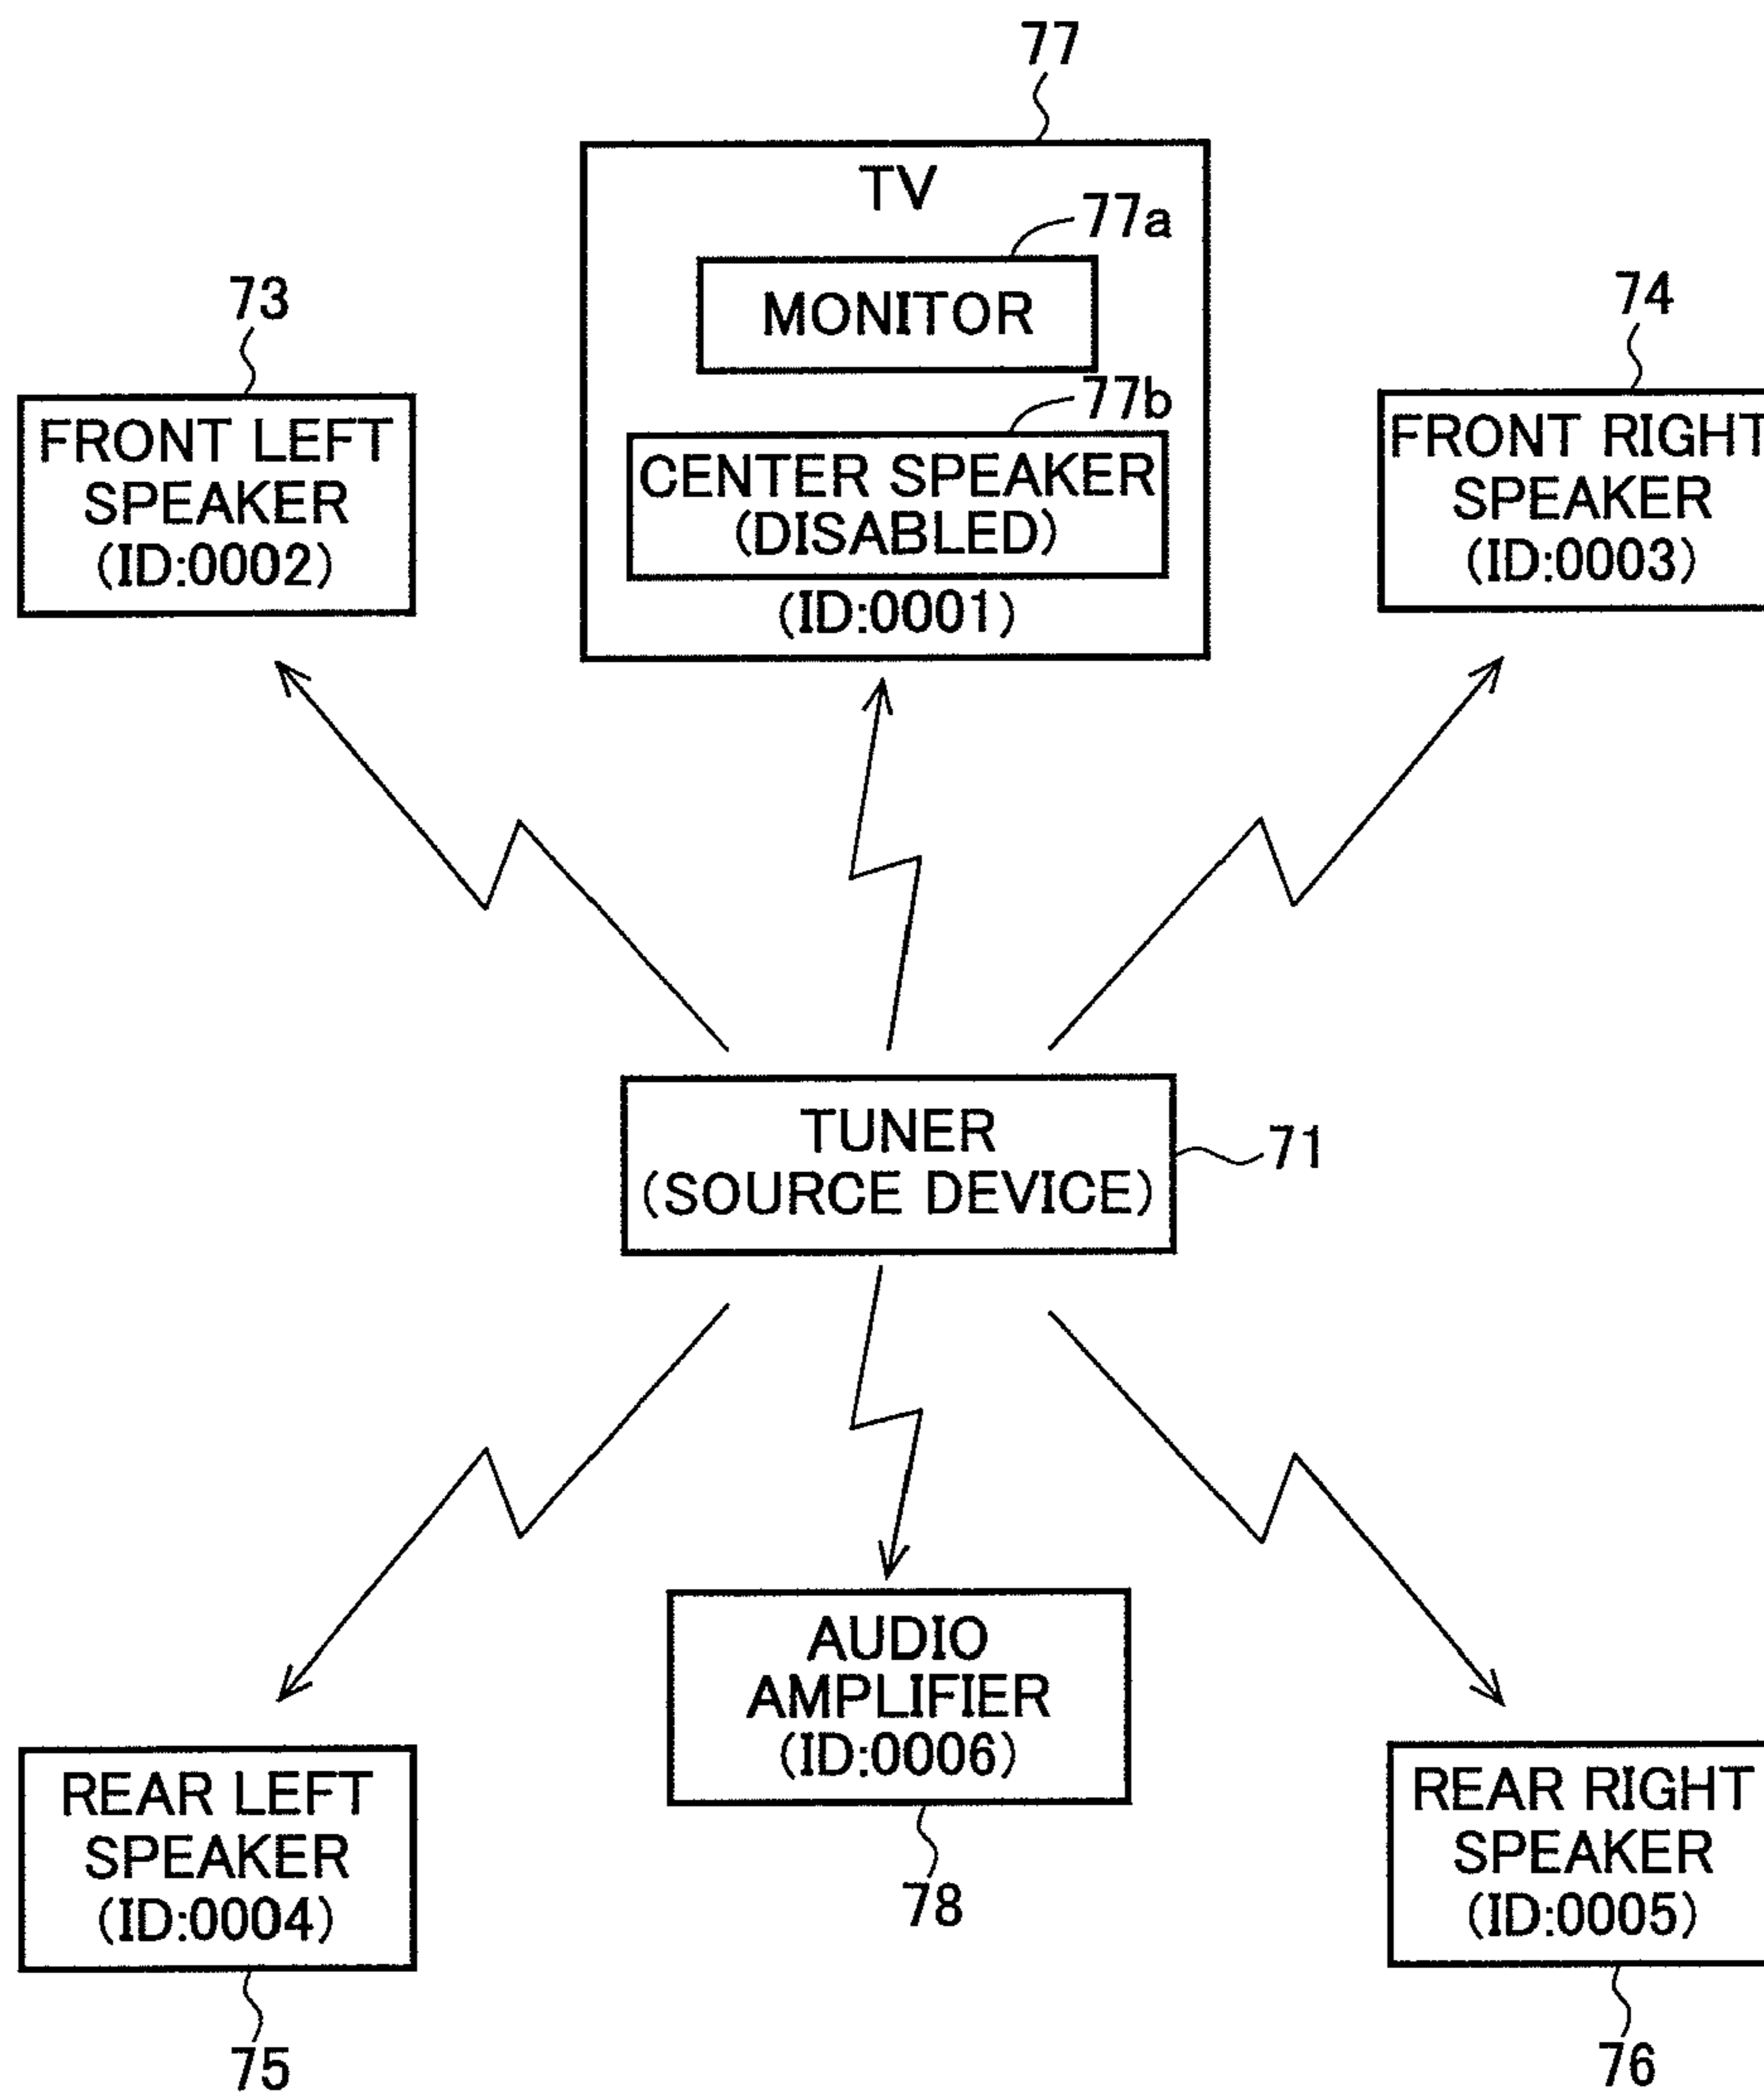 77
TV
77a
MONITOR
77b
CENTER SPEAKER
(DISABLED)
(ID:0001)
73
FRONT LEFT
SPEAKER
(ID:0002)
74
FRONT RIGHT
SPEAKER
(ID:0003)
TUNER
(SOURCE DEVICE)
71
AUDIO
AMPLIFIER
(ID:0006)
78
REAR LEFT
SPEAKER
(ID:0004)
75
REAR RIGHT
SPEAKER
(ID:0005)
76